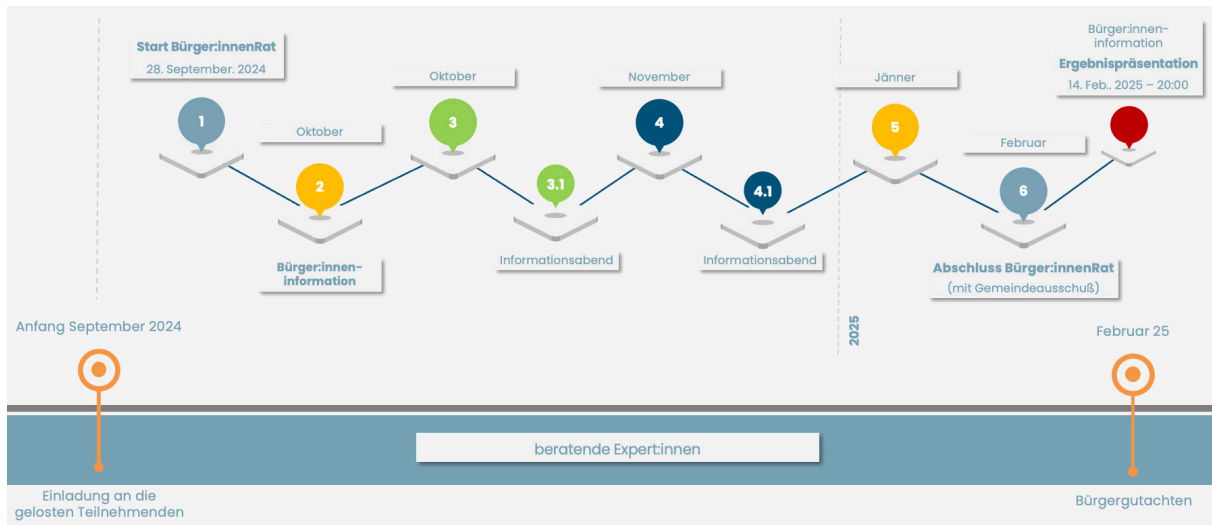 Start Bürger:innenRat
28. September. 2024
1
Oktober
2
Bürger:innen-
information
Oktober
3
3.1
Informationsabend
November
4
4.1
Informationsabend
2025
Jänner
5
Februar
6
Abschluss Bürger:innenRat
(mit Gemeindeausschuß)
Bürger:innen-
information
Ergebnispräsentation
14. Feb.. 2025 – 20:00
Anfang September 2024
Februar 25
beratende Expert:innen
Einladung an die
gelosten Teilnehmenden
Bürgergutachten